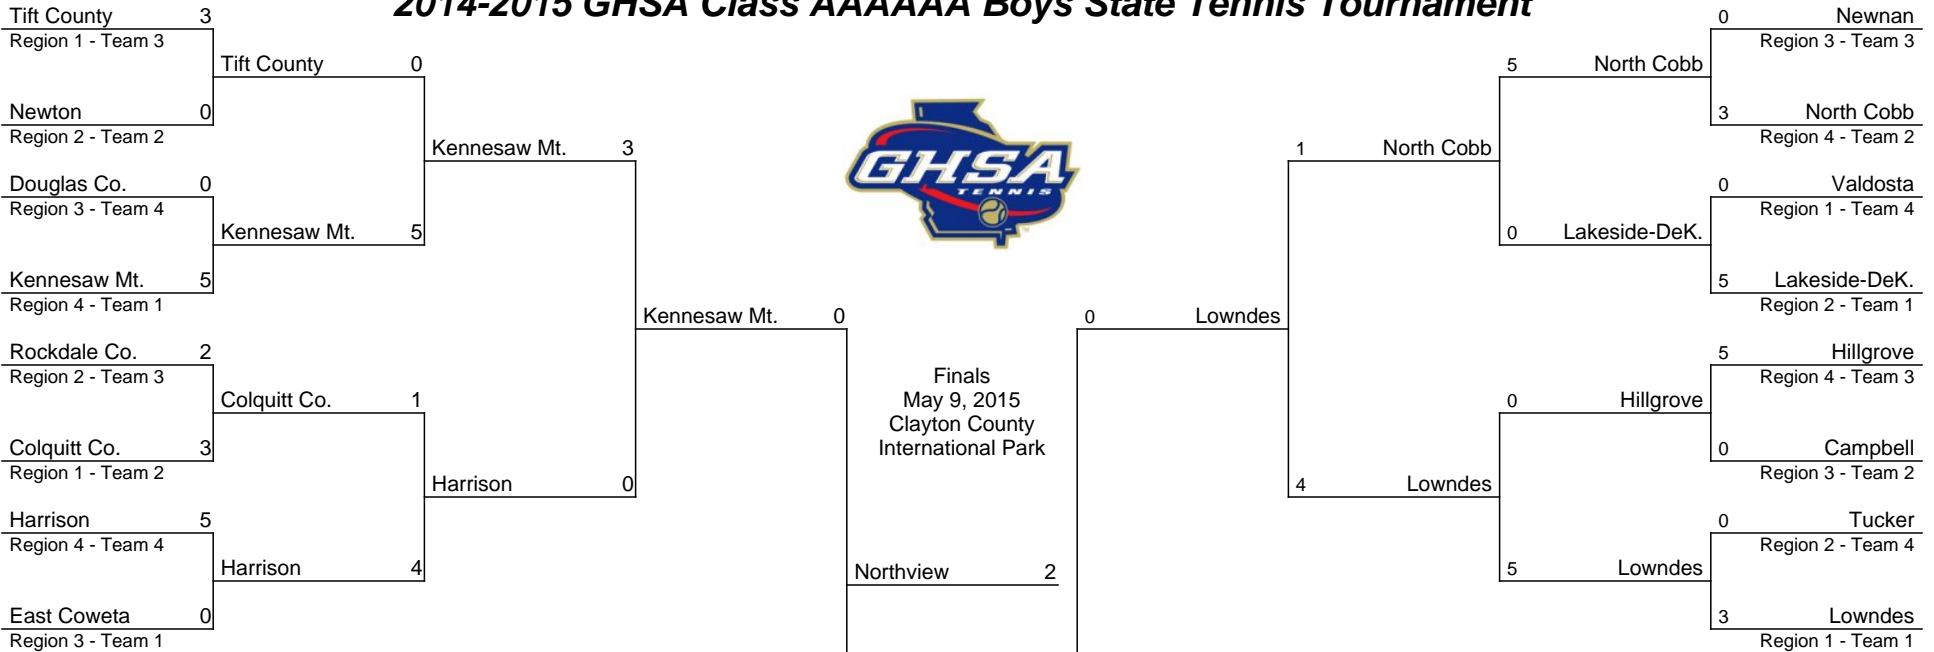 2014-2015 GHSA Class AAAAAA Boys State Tennis Tournament
Tift County 3
Region 1 - Team 3
Tift County 0
Newton 0
Region 2 - Team 2
Kennesaw Mt. 3
Douglas Co. 0
Region 3 - Team 4
Kennesaw Mt. 5
Kennesaw Mt. 5
Region 4 - Team 1
Kennesaw Mt. 0
Rockdale Co. 2
Region 2 - Team 3
Colquitt Co. 1
Colquitt Co. 3
Region 1 - Team 2
Harrison 0
Harrison 5
Region 4 - Team 4
Harrison 4
East Coweta 0
Region 3 - Team 1
GHSA
TENNIS
Finals
May 9, 2015
Clayton County
International Park
Northview 2
0 Newnan
Region 3 - Team 3
5 North Cobb
3 North Cobb
Region 4 - Team 2
1 North Cobb
0 Valdosta
Region 1 - Team 4
0 Lakeside-DeK.
5 Lakeside-DeK.
Region 2 - Team 1
0 Lowndes
5 Hillgrove
Region 4 - Team 3
0 Hillgrove
0 Campbell
Region 3 - Team 2
4 Lowndes
0 Tucker
Region 2 - Team 4
5 Lowndes
3 Lowndes
Region 1 - Team 1